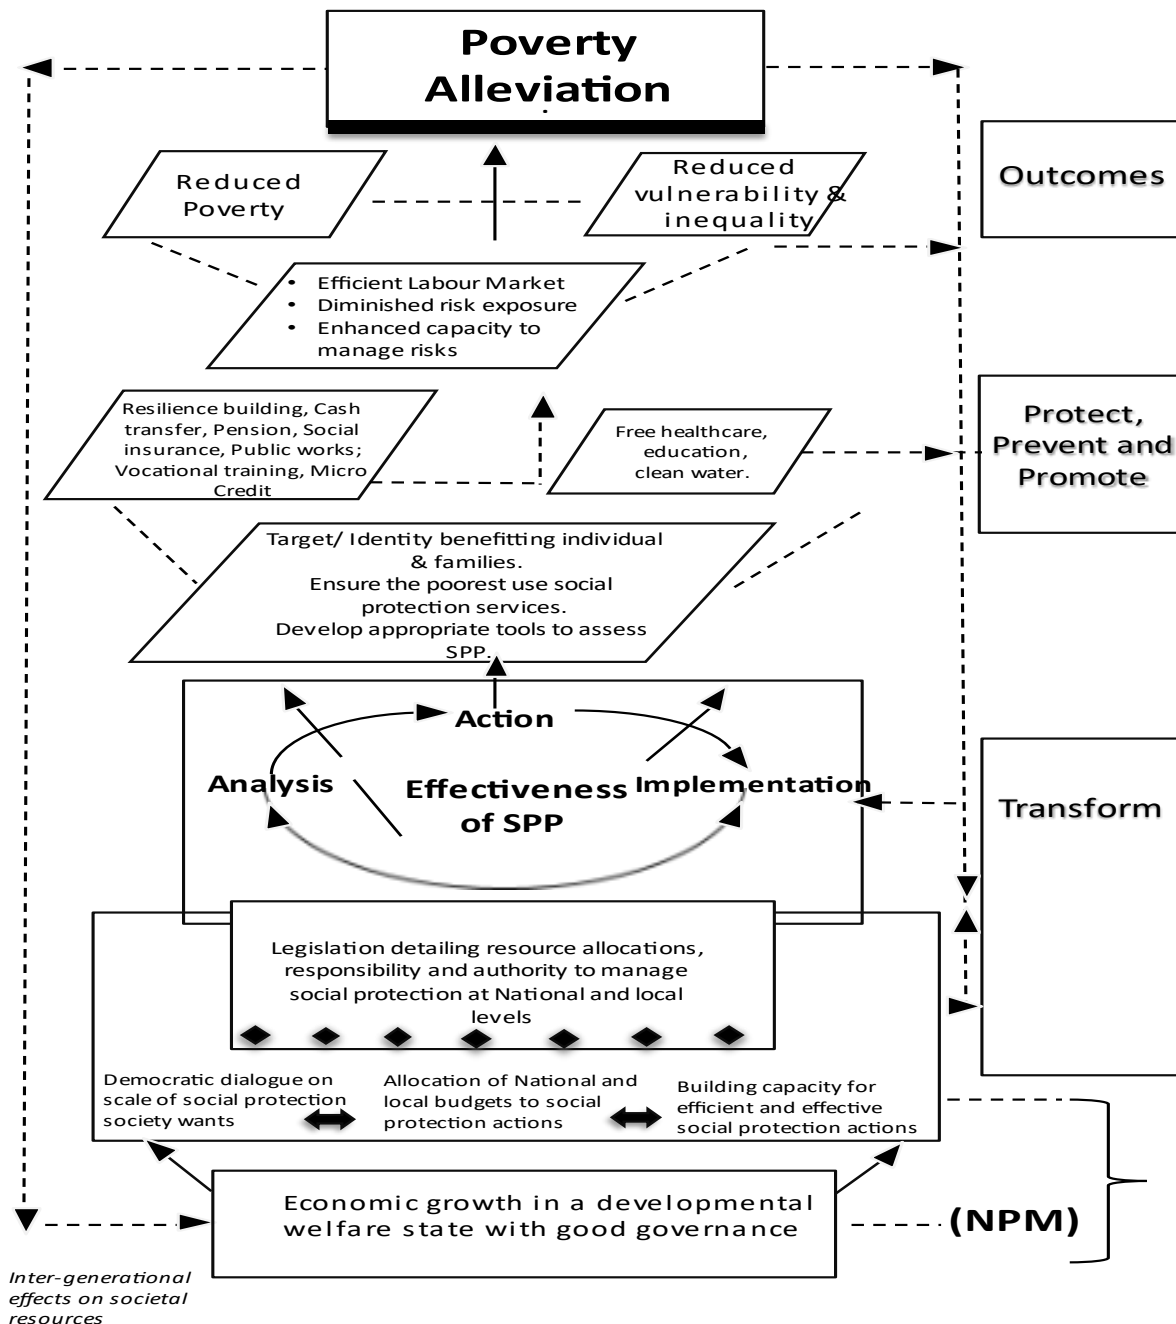 Poverty
Alleviation
.
Reduced
Poverty
Reduced
vulnerability &
inequality
Outcomes
• Efficient Labour Market
• Diminished risk exposure
• Enhanced capacity to
manage risks
Resilience building, Cash
transfer, Pension, Social
insurance, Public works;
Vocational training, Micro
Credit
Free healthcare,
education,
clean water.
Protect,
Prevent and
Promote
Target/ Identity benefitting individual
& families.
Ensure the poorest use social
protection services.
Develop appropriate tools to assess
SPP.
Action
Analysis
Effectiveness
of SPP
Implementation
Transform
Legislation detailing resource allocations,
responsibility and authority to manage
social protection at National and local
levels
Democratic dialogue on
scale of social protection
society wants
Allocation of National and
local budgets to social
protection actions
Building capacity for
efficient and effective
social protection actions
Economic growth in a developmental
welfare state with good governance
(NPM)
Inter-generational
effects on societal
resources